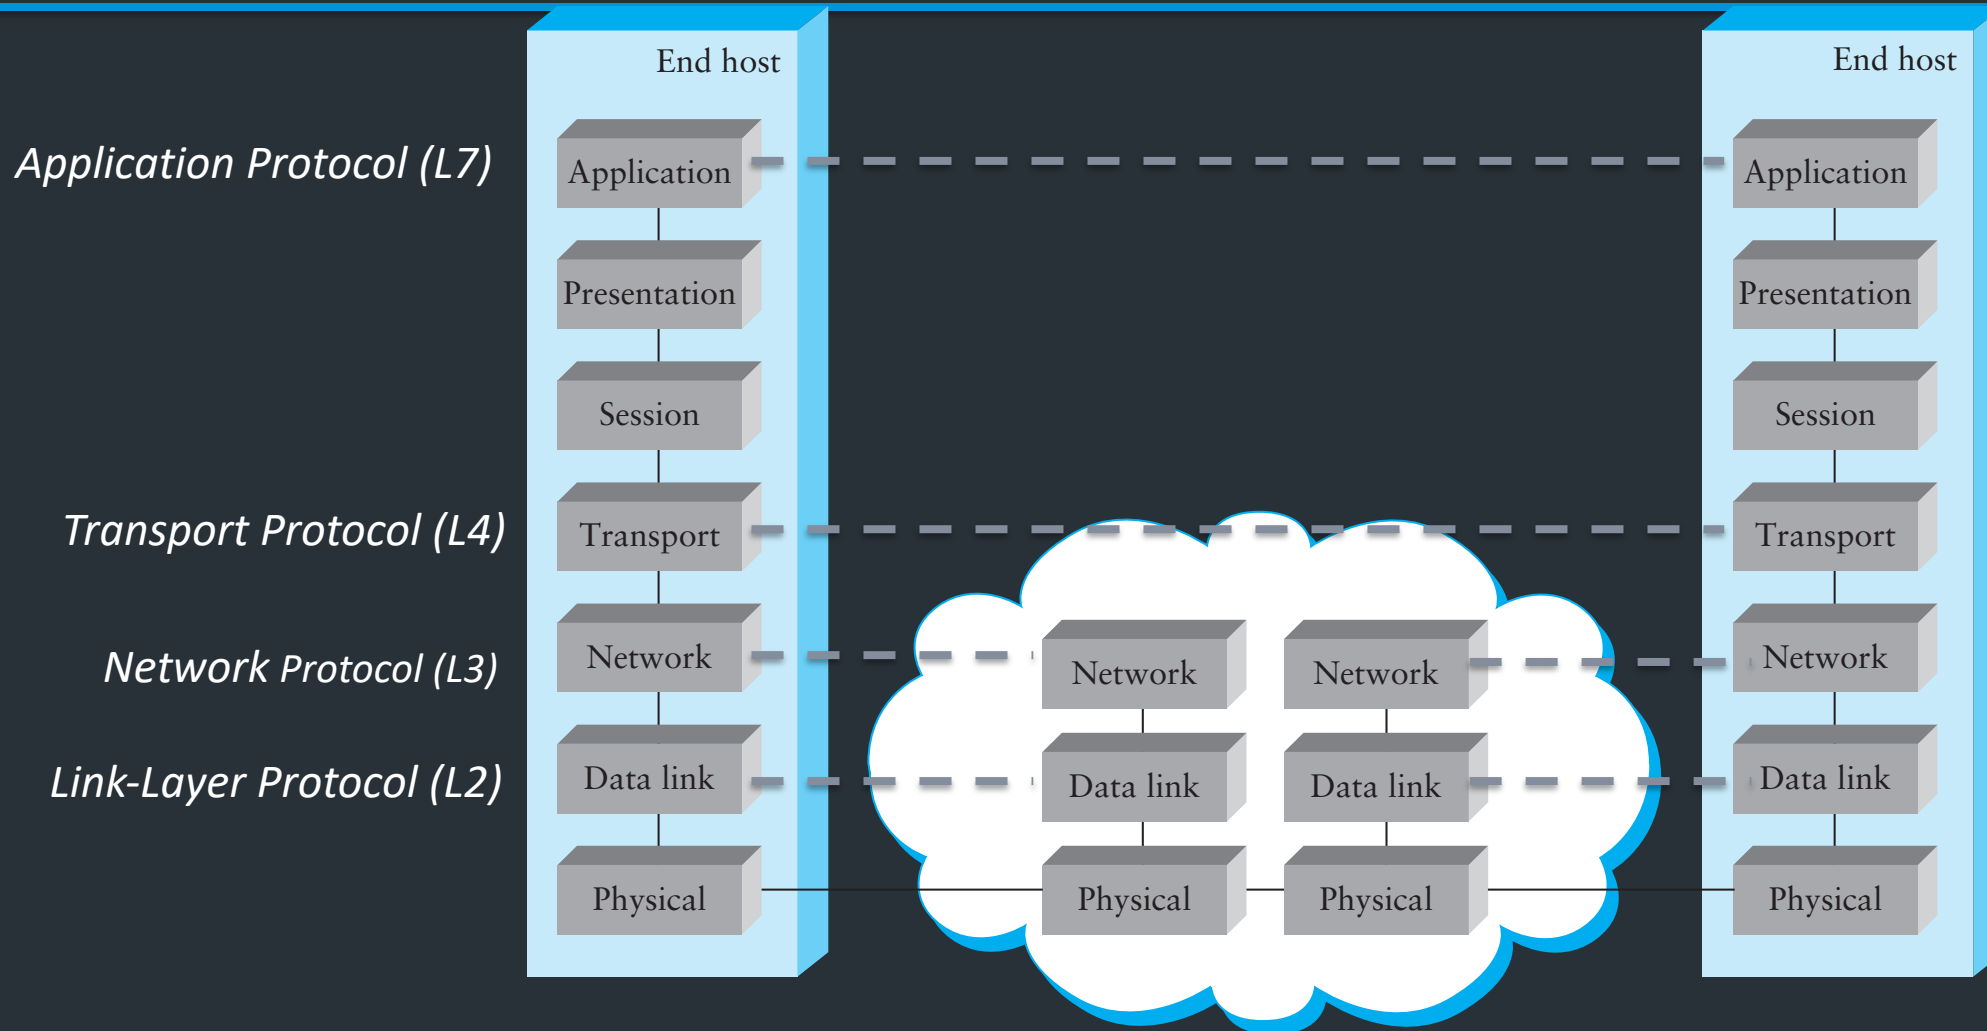 End host
End host
Application Protocol (L7)
Application
Application
Presentation
Presentation
Session
Session
Transport Protocol (L4)
Transport
Transport
Network Protocol (L3)
Network
Network
Network
Network
Link-Layer Protocol (L2)
Data link
Data link
Data link
Data link
Physical
Physical
Physical
Physical